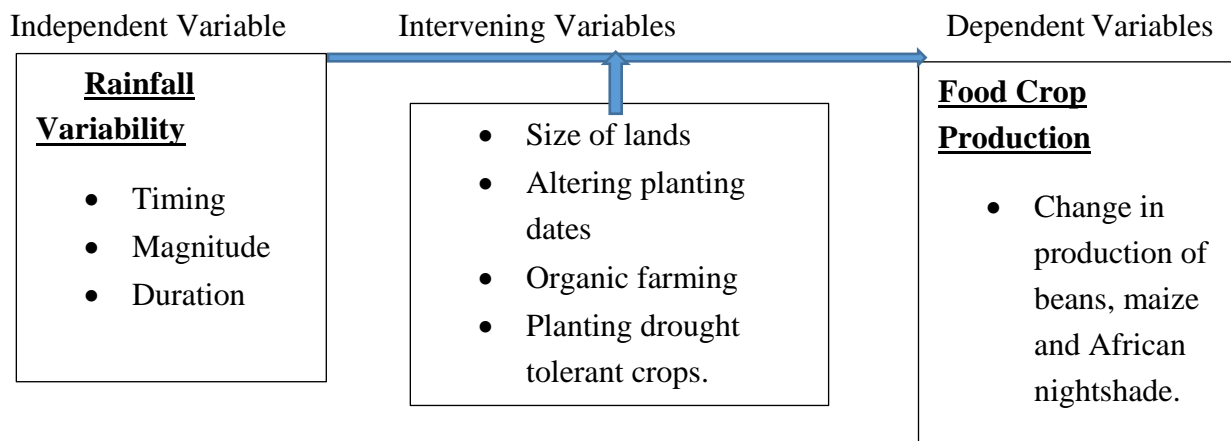 Independent Variable
Intervening Variables
Dependent Variables
Rainfall
Variability
• Timing
• Magnitude
• Duration
• Size of lands
• Altering planting
dates
• Organic farming
• Planting drought
tolerant crops.
Food Crop
Production
• Change in
production of
beans, maize
and African
nightshade.